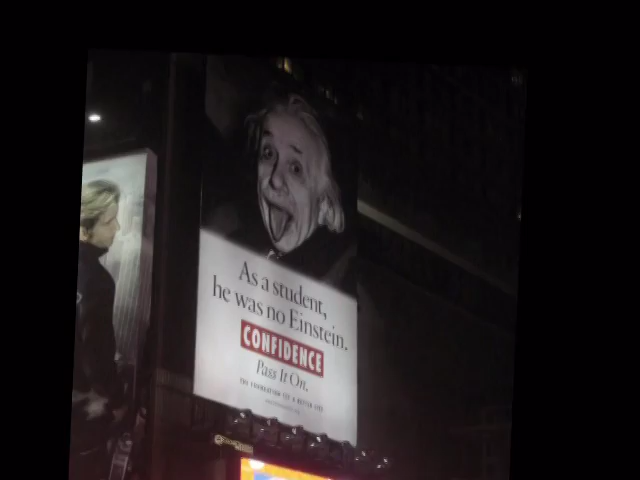 As a student,
he was no Einstein.
CONFIDENCE
Pass It On.
THE FOUNDATION FOR A BETTER LIFE